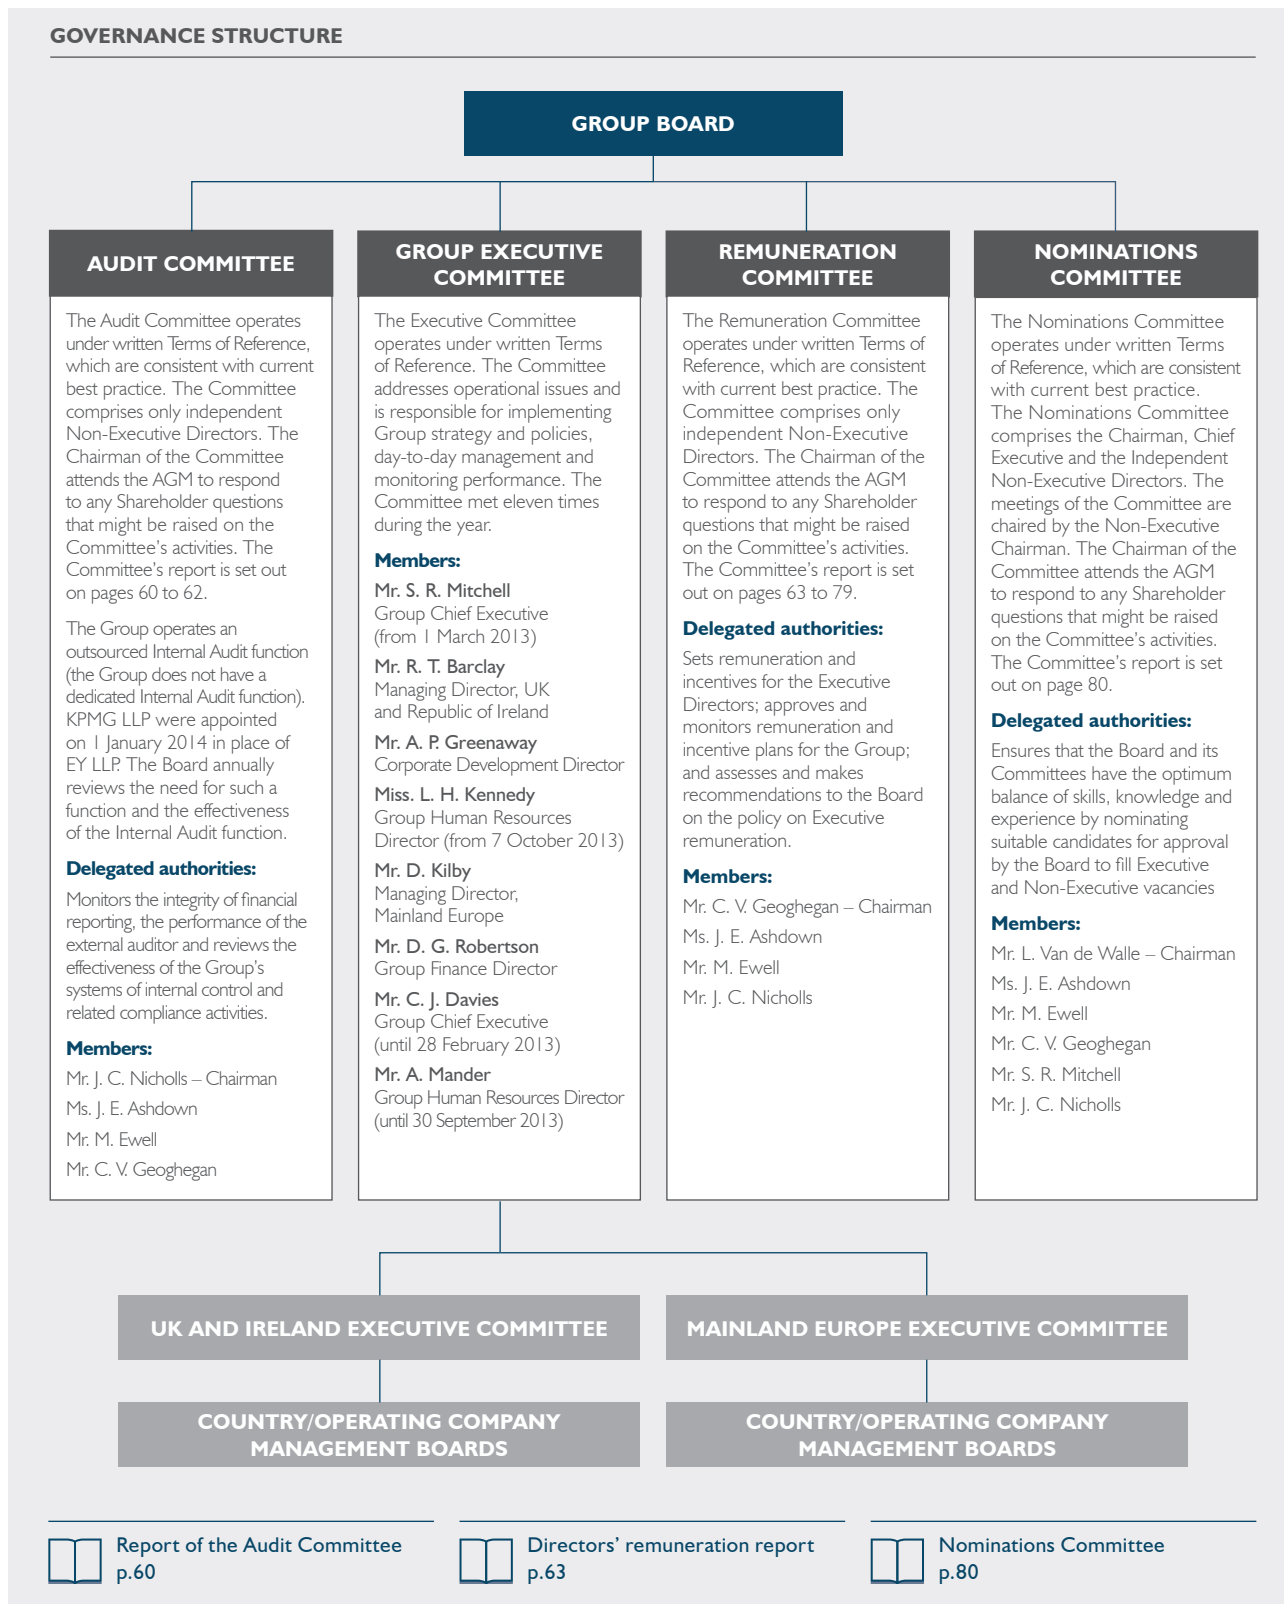 GOVERNANCE STRUCTURE
GROUP BOARD
AUDIT COMMITTEE
The Audit Committee operates
under written Terms of Reference,
which are consistent with current
best practice. The Committee
comprises only independent
Non-Executive Directors. The
Chairman of the Committee
attends the AGM to respond
to any Shareholder questions
that might be raised on the
Committee's activities. The
Committee's report is set out
on pages 60 to 62.
The Group operates an
outsourced Internal Audit function
(the Group does not have a
dedicated Internal Audit function).
KPMG LLP were appointed
on 1 January 2014 in place of
EY LLP. The Board annually
reviews the need for such a
function and the effectiveness
of the Internal Audit function.
Delegated authorities:
Monitors the integrity of financial
reporting, the performance of the
external auditor and reviews the
effectiveness of the Group's
systems of internal control and
related compliance activities.
Members:
Mr. J. C. Nicholls – Chairman
Ms. J. E. Ashdown
Mr. M. Ewell
Mr. C. V. Geoghegan
GROUP EXECUTIVE
COMMITTEE
The Executive Committee
operates under written Terms
of Reference. The Committee
addresses operational issues and
is responsible for implementing
Group strategy and policies,
day-to-day management and
monitoring performance. The
Committee met eleven times
during the year.
Members:
Mr. S. R. Mitchell
Group Chief Executive
(from 1 March 2013)
Mr. R. T. Barclay
Managing Director, UK
and Republic of Ireland
Mr. A. P. Greenaway
Corporate Development Director
Miss. L. H. Kennedy
Group Human Resources
Director (from 7 October 2013)
Mr. D. Kilby
Managing Director,
Mainland Europe
Mr. D. G. Robertson
Group Finance Director
Mr. C. J. Davies
Group Chief Executive
(until 28 February 2013)
Mr. A. Mander
Group Human Resources Director
(until 30 September 2013)
REMUNERATION
COMMITTEE
The Remuneration Committee
operates under written Terms of
Reference, which are consistent
with current best practice. The
Committee comprises only
independent Non-Executive
Directors. The Chairman of the
Committee attends the AGM
to respond to any Shareholder
questions that might be raised
on the Committee's activities.
The Committee's report is set
out on pages 63 to 79.
Delegated authorities:
Sets remuneration and
incentives for the Executive
Directors; approves and
monitors remuneration and
incentive plans for the Group;
and assesses and makes
recommendations to the Board
on the policy on Executive
remuneration.
Members:
Mr. C. V. Geoghegan – Chairman
Ms. J. E. Ashdown
Mr. M. Ewell
Mr. J. C. Nicholls
NOMINATIONS
COMMITTEE
The Nominations Committee
operates under written Terms
of Reference, which are consistent
with current best practice.
The Nominations Committee
comprises the Chairman, Chief
Executive and the Independent
Non-Executive Directors. The
meetings of the Committee are
chaired by the Non-Executive
Chairman. The Chairman of the
Committee attends the AGM
to respond to any Shareholder
questions that might be raised
on the Committee's activities.
The Committee's report is set
out on page 80.
Delegated authorities:
Ensures that the Board and its
Committees have the optimum
balance of skills, knowledge and
experience by nominating
suitable candidates for approval
by the Board to fill Executive
and Non-Executive vacancies
Members:
Mr. L. Van de Walle – Chairman
Ms. J. E. Ashdown
Mr. M. Ewell
Mr. C. V. Geoghegan
Mr. S. R. Mitchell
Mr. J. C. Nicholls
UK AND IRELAND EXECUTIVE COMMITTEE
MAINLAND EUROPE EXECUTIVE COMMITTEE
COUNTRY/OPERATING COMPANY
MANAGEMENT BOARDS
COUNTRY/OPERATING COMPANY
MANAGEMENT BOARDS
Report of the Audit Committee
p.60
Directors' remuneration report
p.63
Nominations Committee
p.80